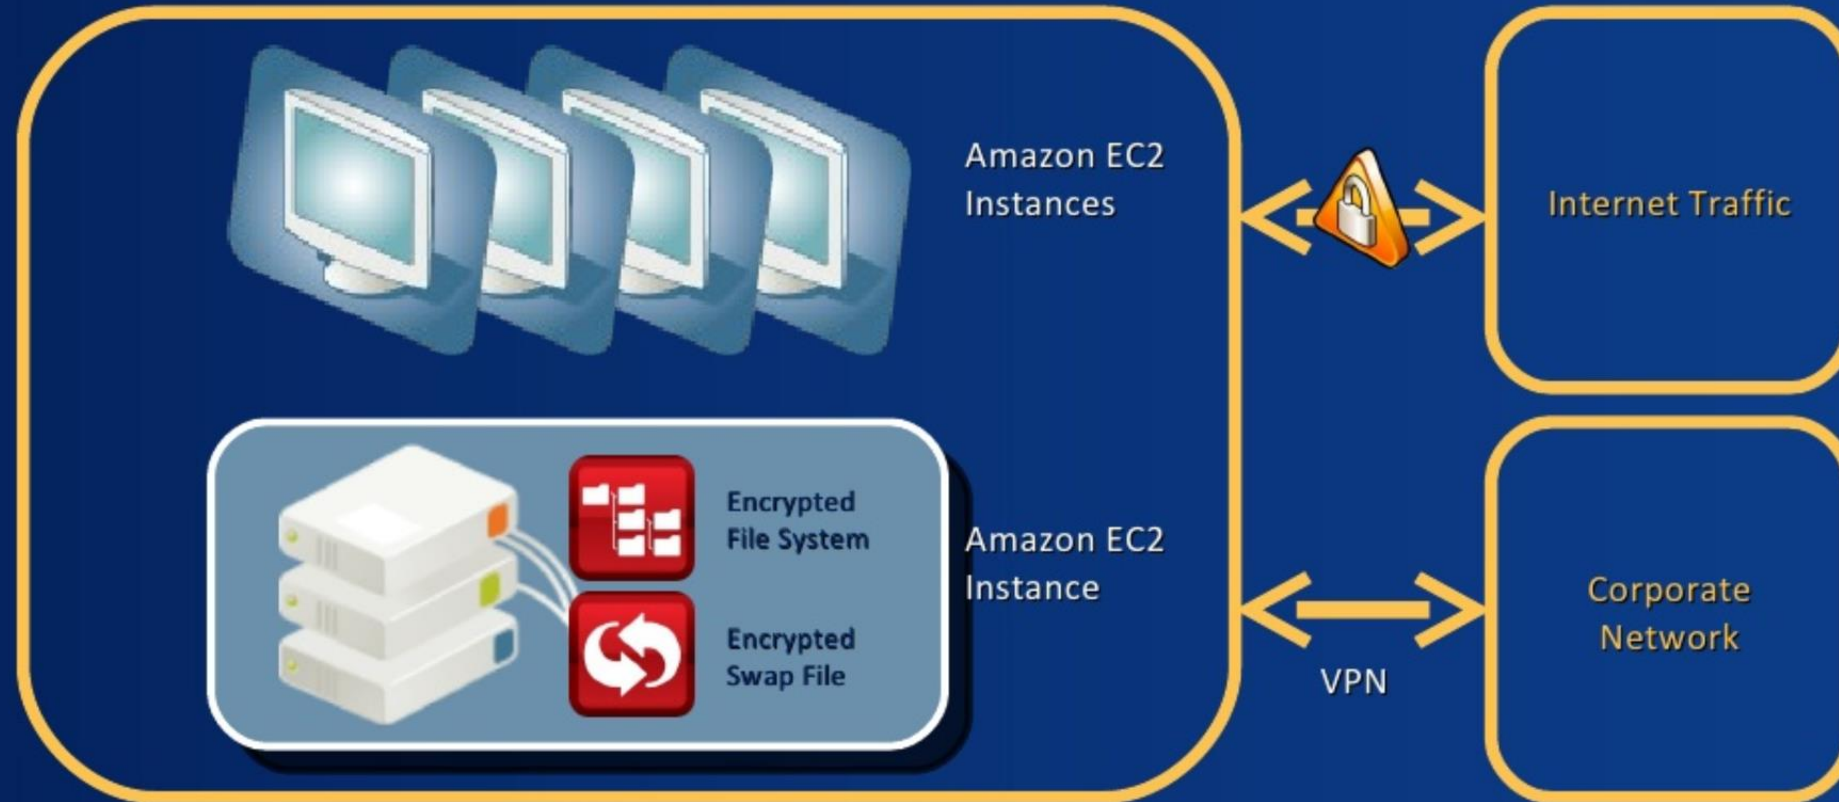 Amazon EC2
Instances
Internet Traffic
Encrypted
File System
Encrypted
Swap File
Amazon EC2
Instance
VPN
Corporate
Network